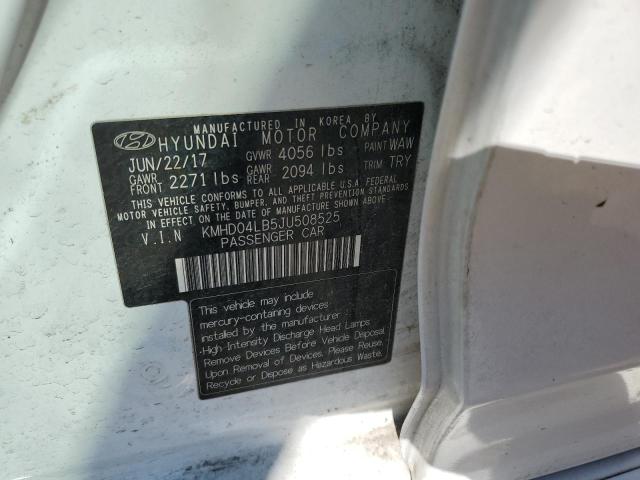 MANUFACTURED IN KOREA BY
HYUNDAI MOTOR COMPANY
JUN/22/17 GVWR 4056 lbs PAINT WAW
GAWR FRONT 2271 lbs GAWR REAR 2094 lbs TRIM TRY
THIS VEHICLE CONFORMS TO ALL APPLICABLE U.S.A. FEDERAL
MOTOR VEHICLE SAFETY, BUMPER, AND THEFT PREVENTION STANDARDS
IN EFFECT ON THE DATE OF MANUFACTURE SHOWN ABOVE.
V.I.N KMHD04LB5JU508525
PASSENGER CAR
This vehicle may include
mercury-containing devices
installed by the manufacturer
· High Intensity Discharge Head Lamps
Remove Devices Before Vehicle Disposal
Upon Removal of Devices, Please Reuse,
Recycle or Dispose as Hazardous Waste.